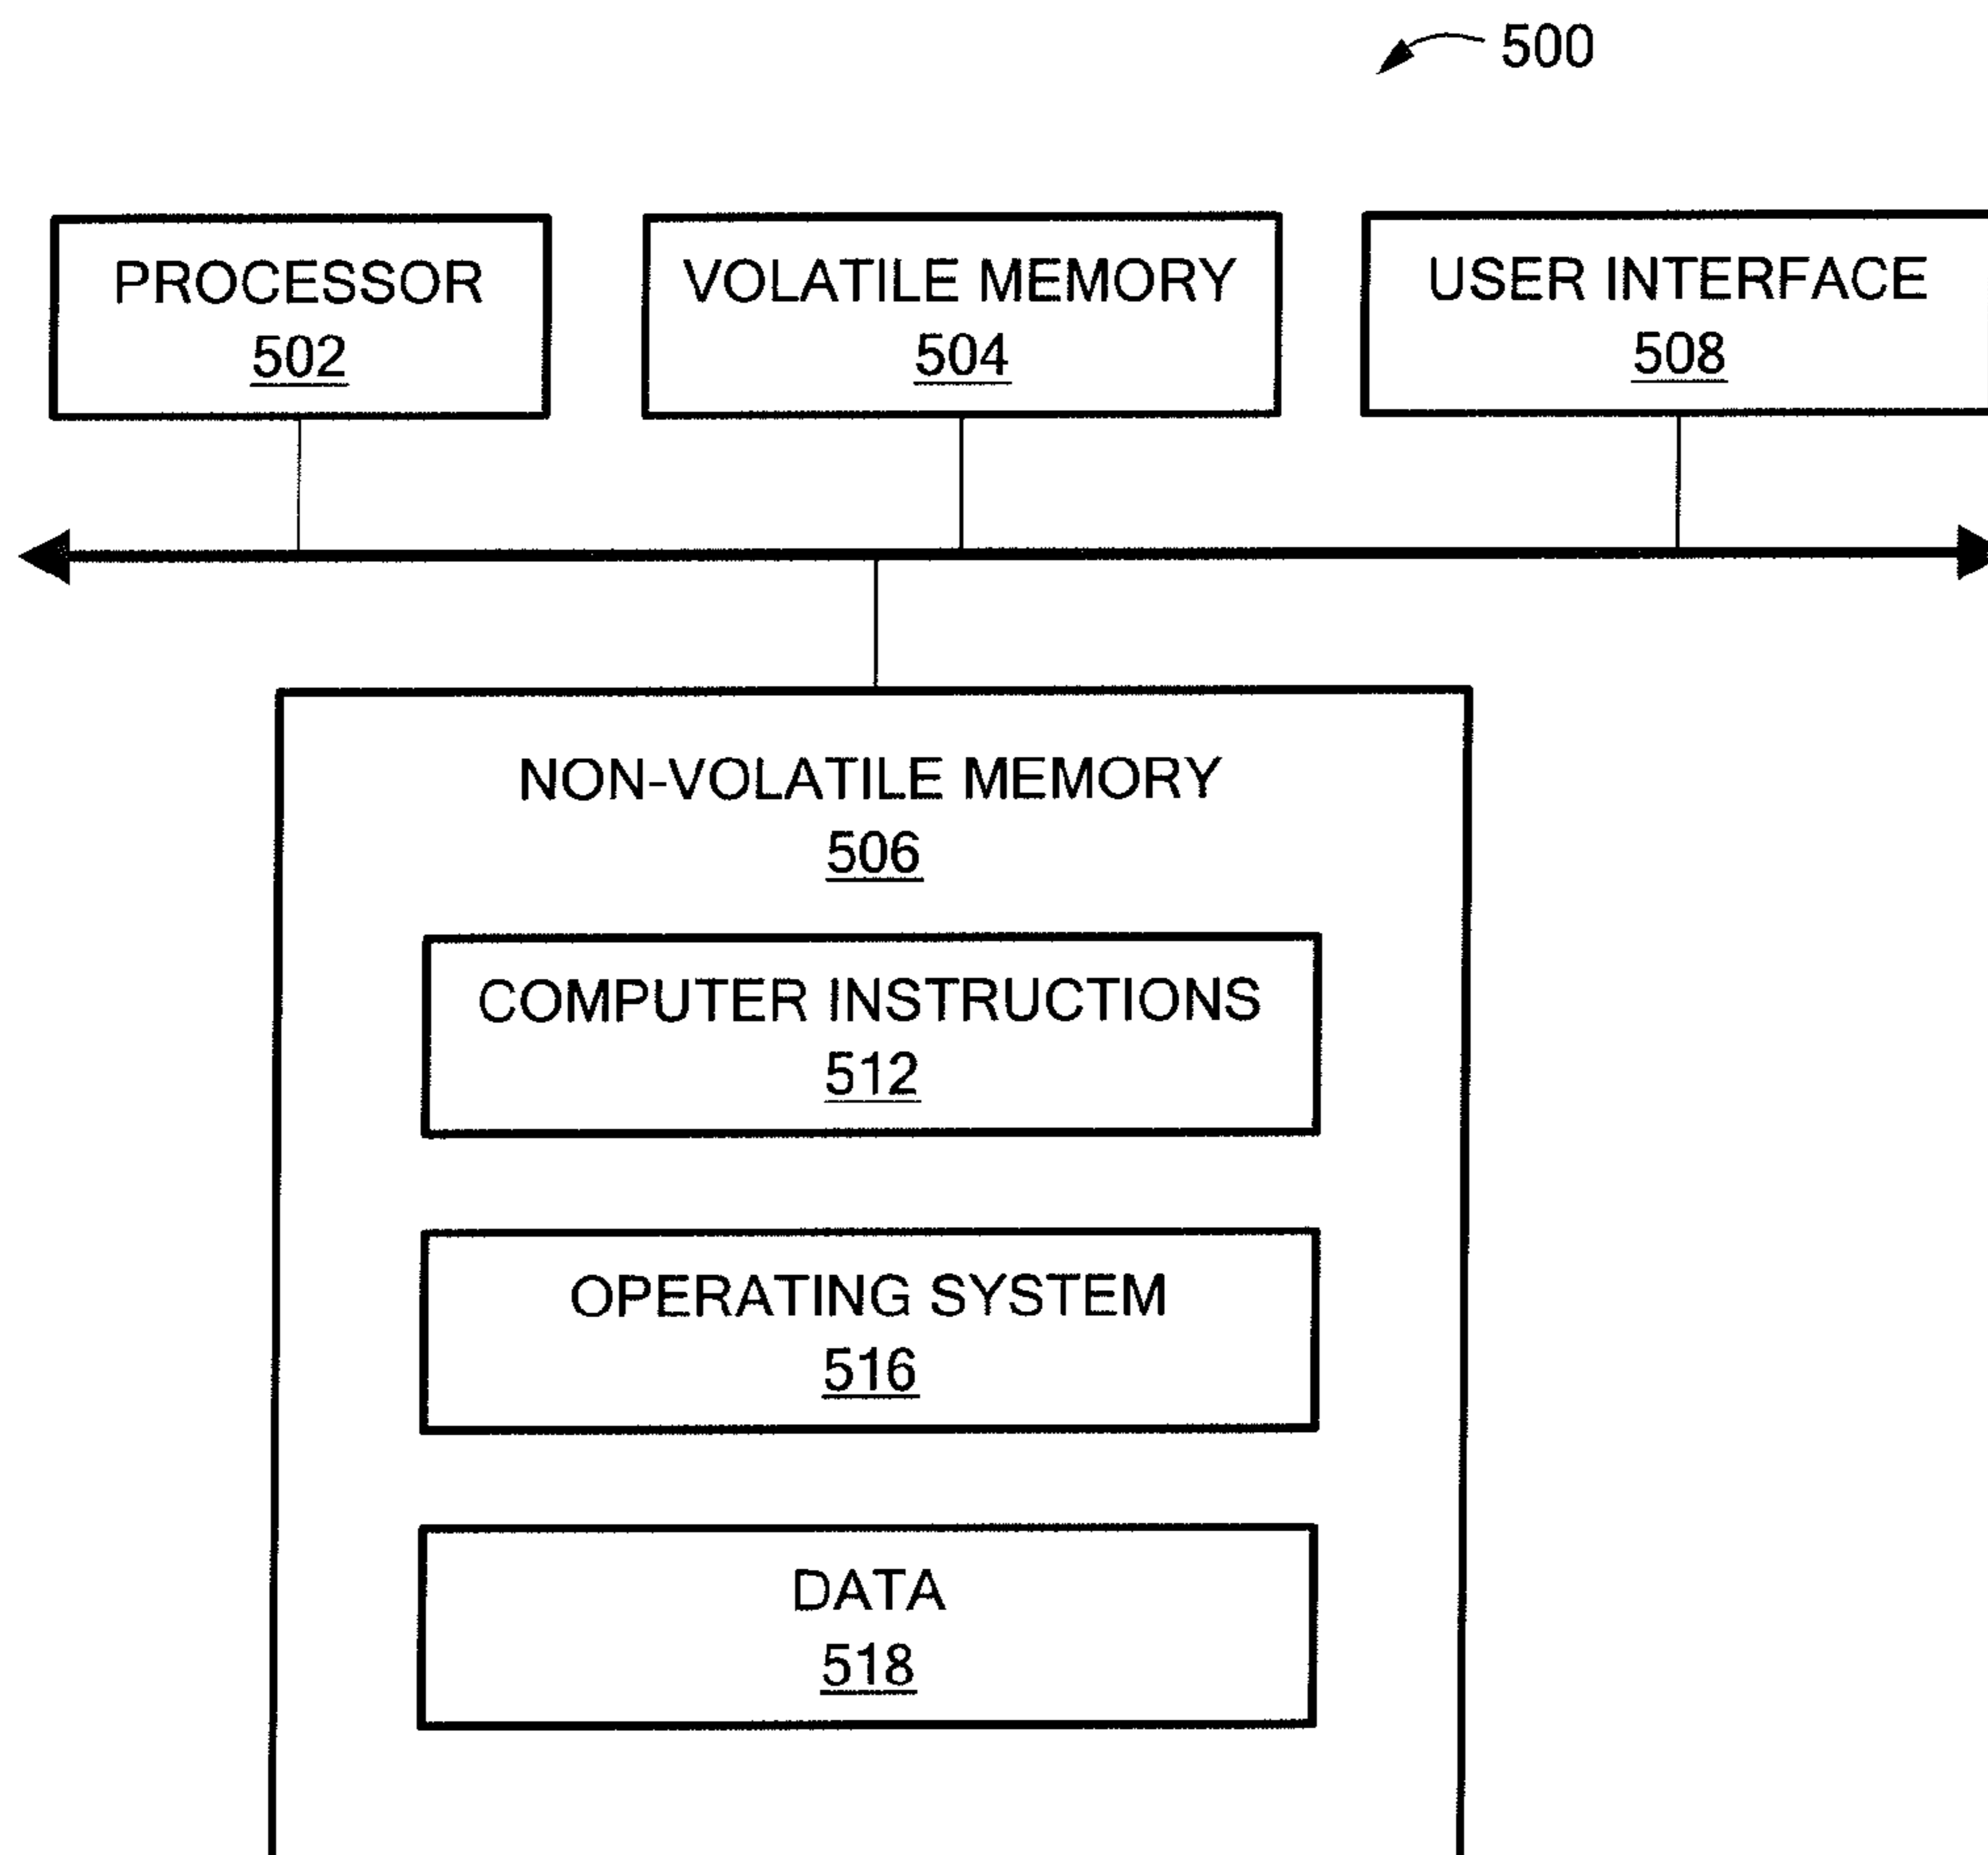 500
PROCESSOR
502
VOLATILE MEMORY
504
USER INTERFACE
508
NON-VOLATILE MEMORY
506
COMPUTER INSTRUCTIONS
512
OPERATING SYSTEM
516
DATA
518